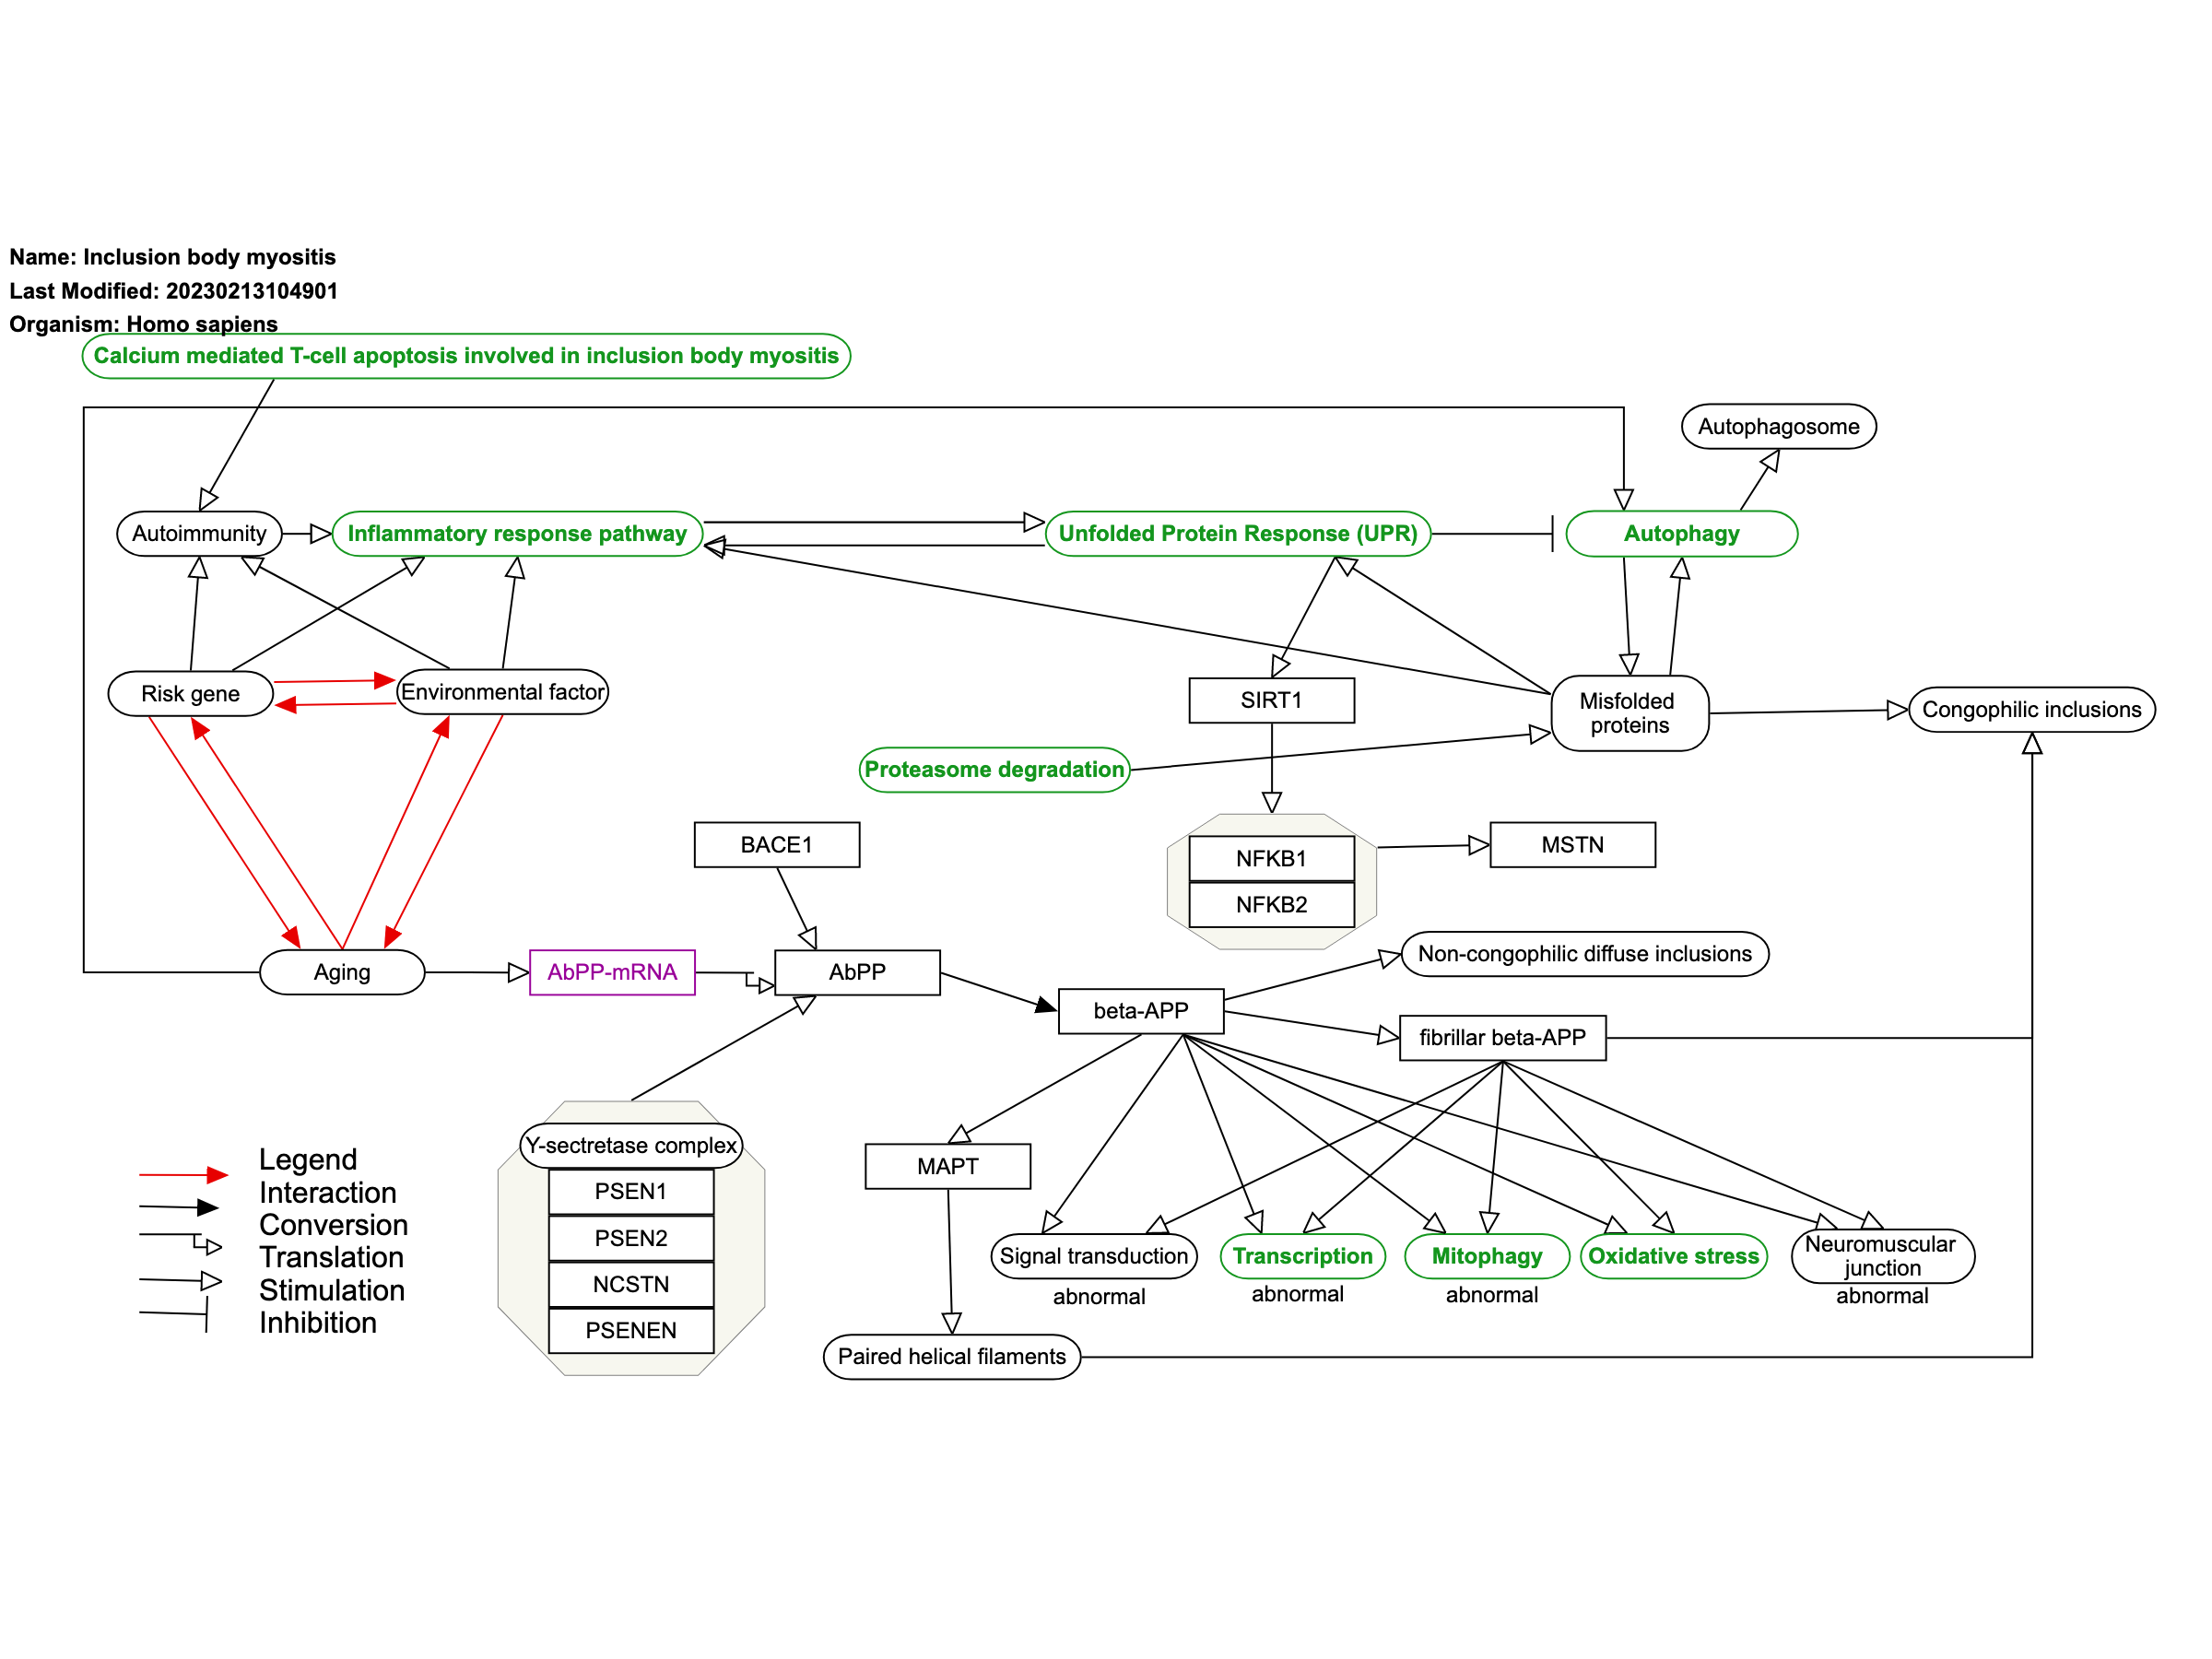 Name: Inclusion body myositis
Last Modified: 20230213104901
Organism: Homo sapiens
Calcium mediated T-cell apoptosis involved in inclusion body myositis
Autophagosome
Autoimmunity
Inflammatory response pathway
Unfolded Protein Response (UPR)
Autophagy
Risk gene
Environmental factor
SIRT1
Misfolded
proteins
Congophilic inclusions
Proteasome degradation
BACE1
NFKB1
MSTN
NFKB2
Non-congophilic diffuse inclusions
Aging
AbPP-mRNA
AbPP
beta-APP
fibrillar beta-APP
Y-sectretase complex
MAPT
PSEN1
PSEN2
NCSTN
PSENEN
Signal transduction
abnormal
Transcription
abnormal
Mitophagy
abnormal
Oxidative stress
Neuromuscular
junction
abnormal
Paired helical filaments
Legend
Interaction
Conversion
Translation
Stimulation
Inhibition